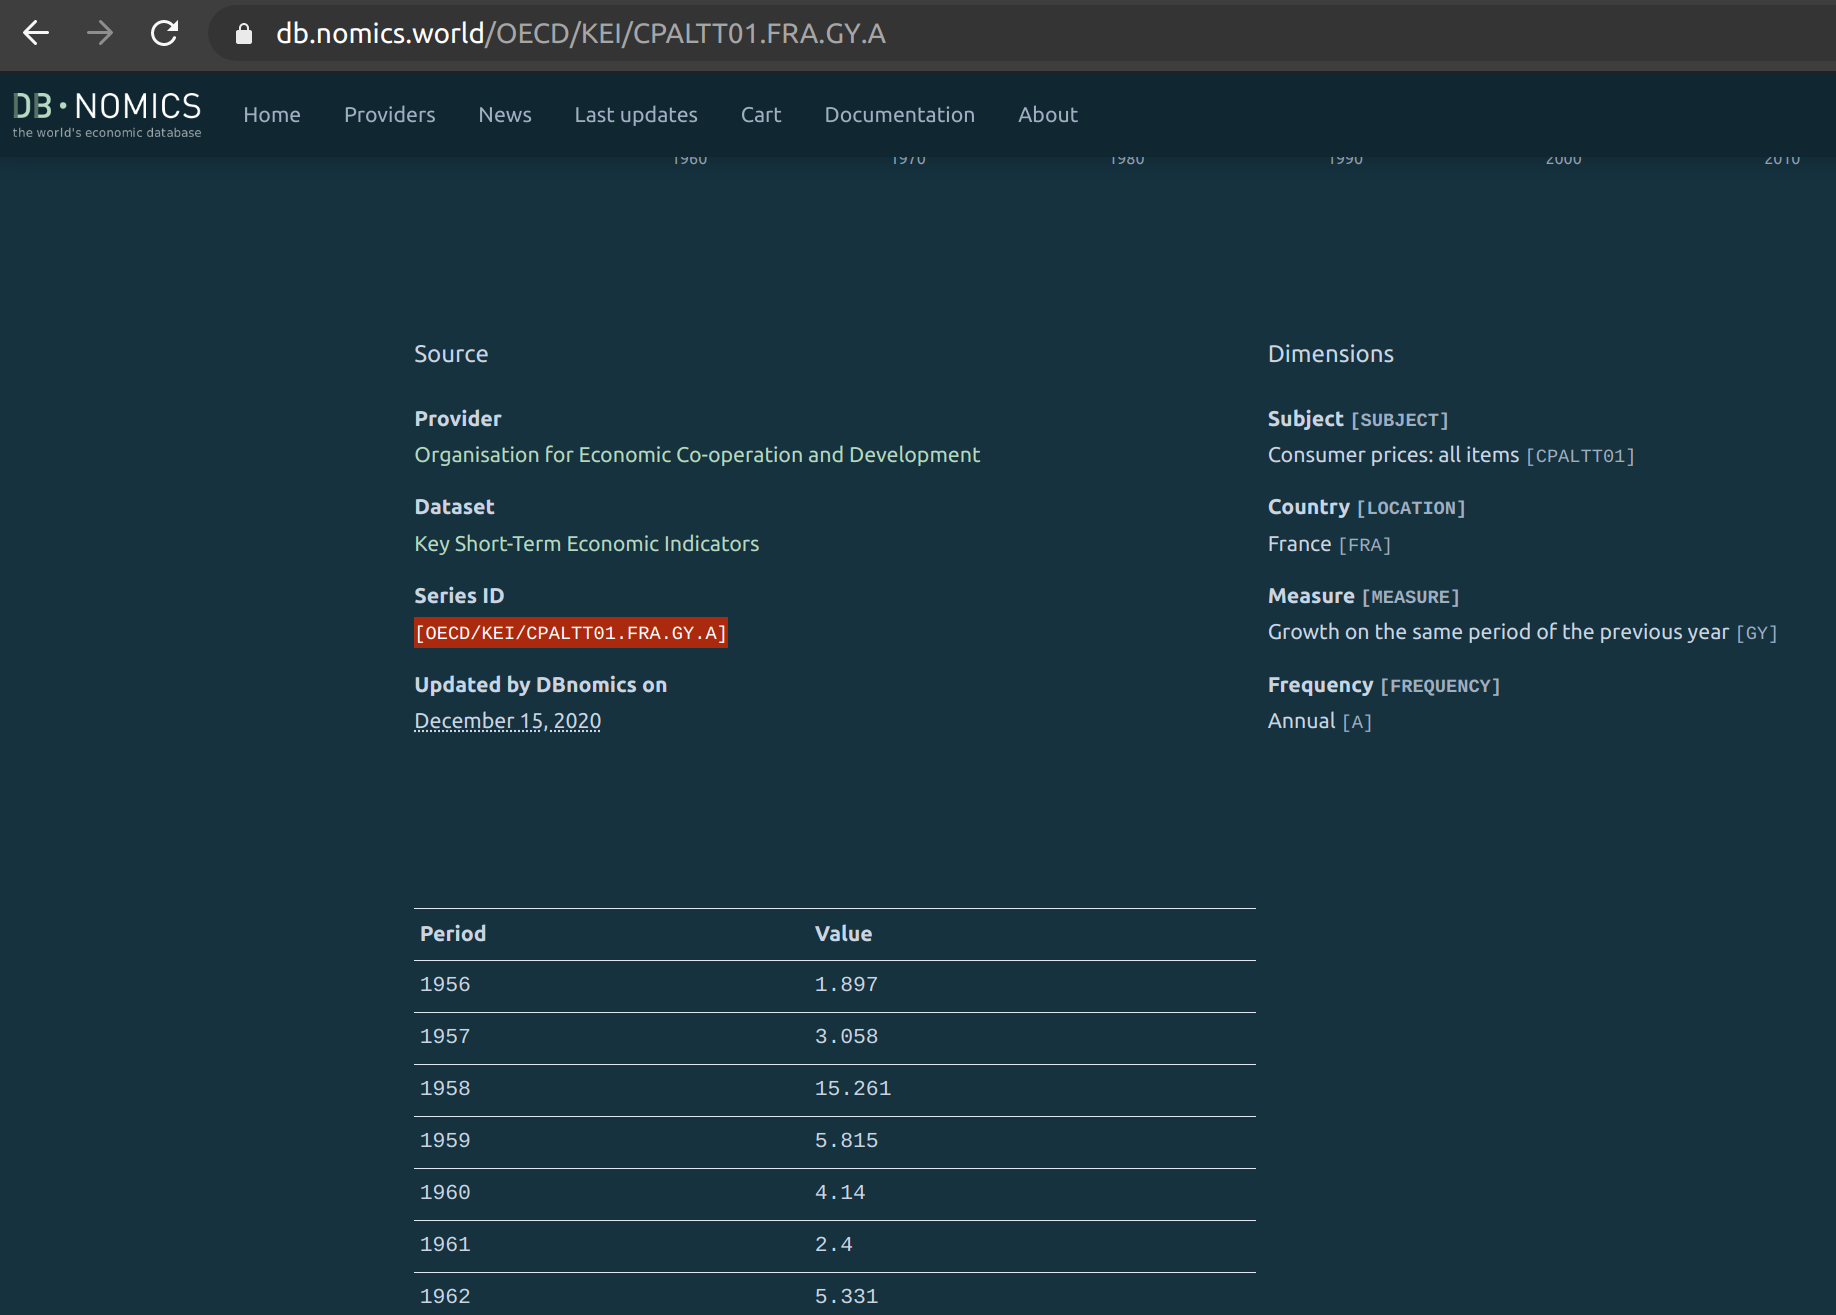 db.nomics.world/OECD/KEI/CPALTT01.FRA.GY.A
DB·NOMICS
the world's economic database
Home Providers News Last updates Cart Documentation About
1960 1970 1980 1990 2000 2010
Source
Provider
Organisation for Economic Co-operation and Development
Dataset
Key Short-Term Economic Indicators
Series ID
[OECD/KEI/CPALTT01.FRA.GY.A]
Updated by DBnomics on
December 15, 2020
Dimensions
Subject [SUBJECT]
Consumer prices: all items [CPALTT01]
Country [LOCATION]
France [FRA]
Measure [MEASURE]
Growth on the same period of the previous year [GY]
Frequency [FREQUENCY]
Annual [A]
Period Value
1956 1.897
1957 3.058
1958 15.261
1959 5.815
1960 4.14
1961 2.4
1962 5.331